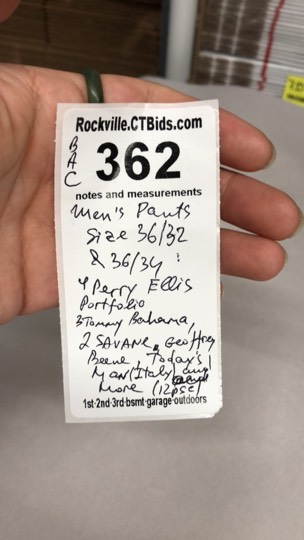 Rockville.CTBids.com
BAC 362
notes and measurements
Men's Pants
size 36/32
& 36/34 :
4 Perry Ellis
Portfolio
3 Tommy Bahama,
2 SAVANE, Geoffrey
Beene, Today's
Man (Italy) and
more (12pse)
1st·2nd·3rd·bsmt·garage·outdoors